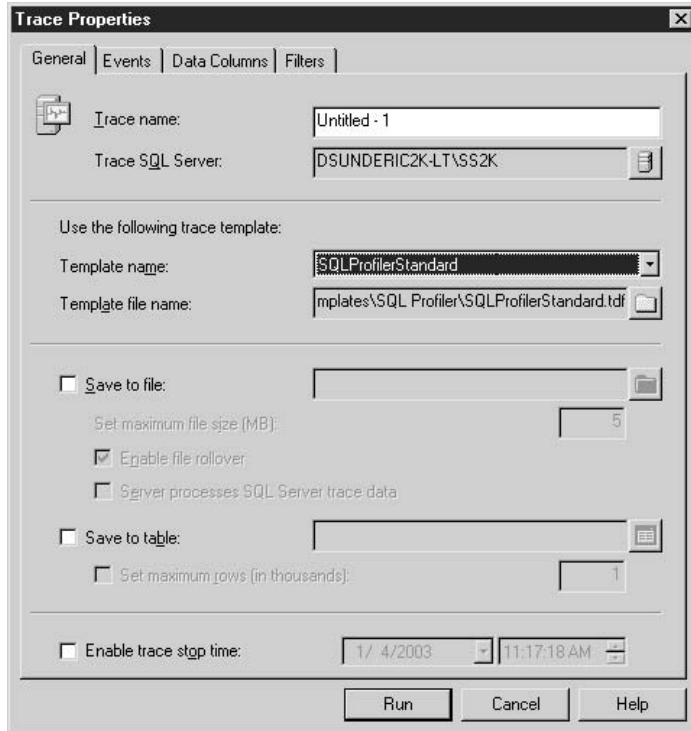 Trace Properties
General Events Data Columns Filters
Trace name: Untitled - 1
Trace SQL Server: DSUNDERIC2K-LT\SS2K
Use the following trace template:
Template name: SQLProfilerStandard
Template file name: mplates\SQL Profiler\SQLProfilerStandard.tdf
Save to file:
Set maximum file size (MB): 5
Enable file rollover
Server processes SQL Server trace data
Save to table:
Set maximum rows (in thousands): 1
Enable trace stop time: 1/ 4/2003 11:17:18 AM
Run Cancel Help